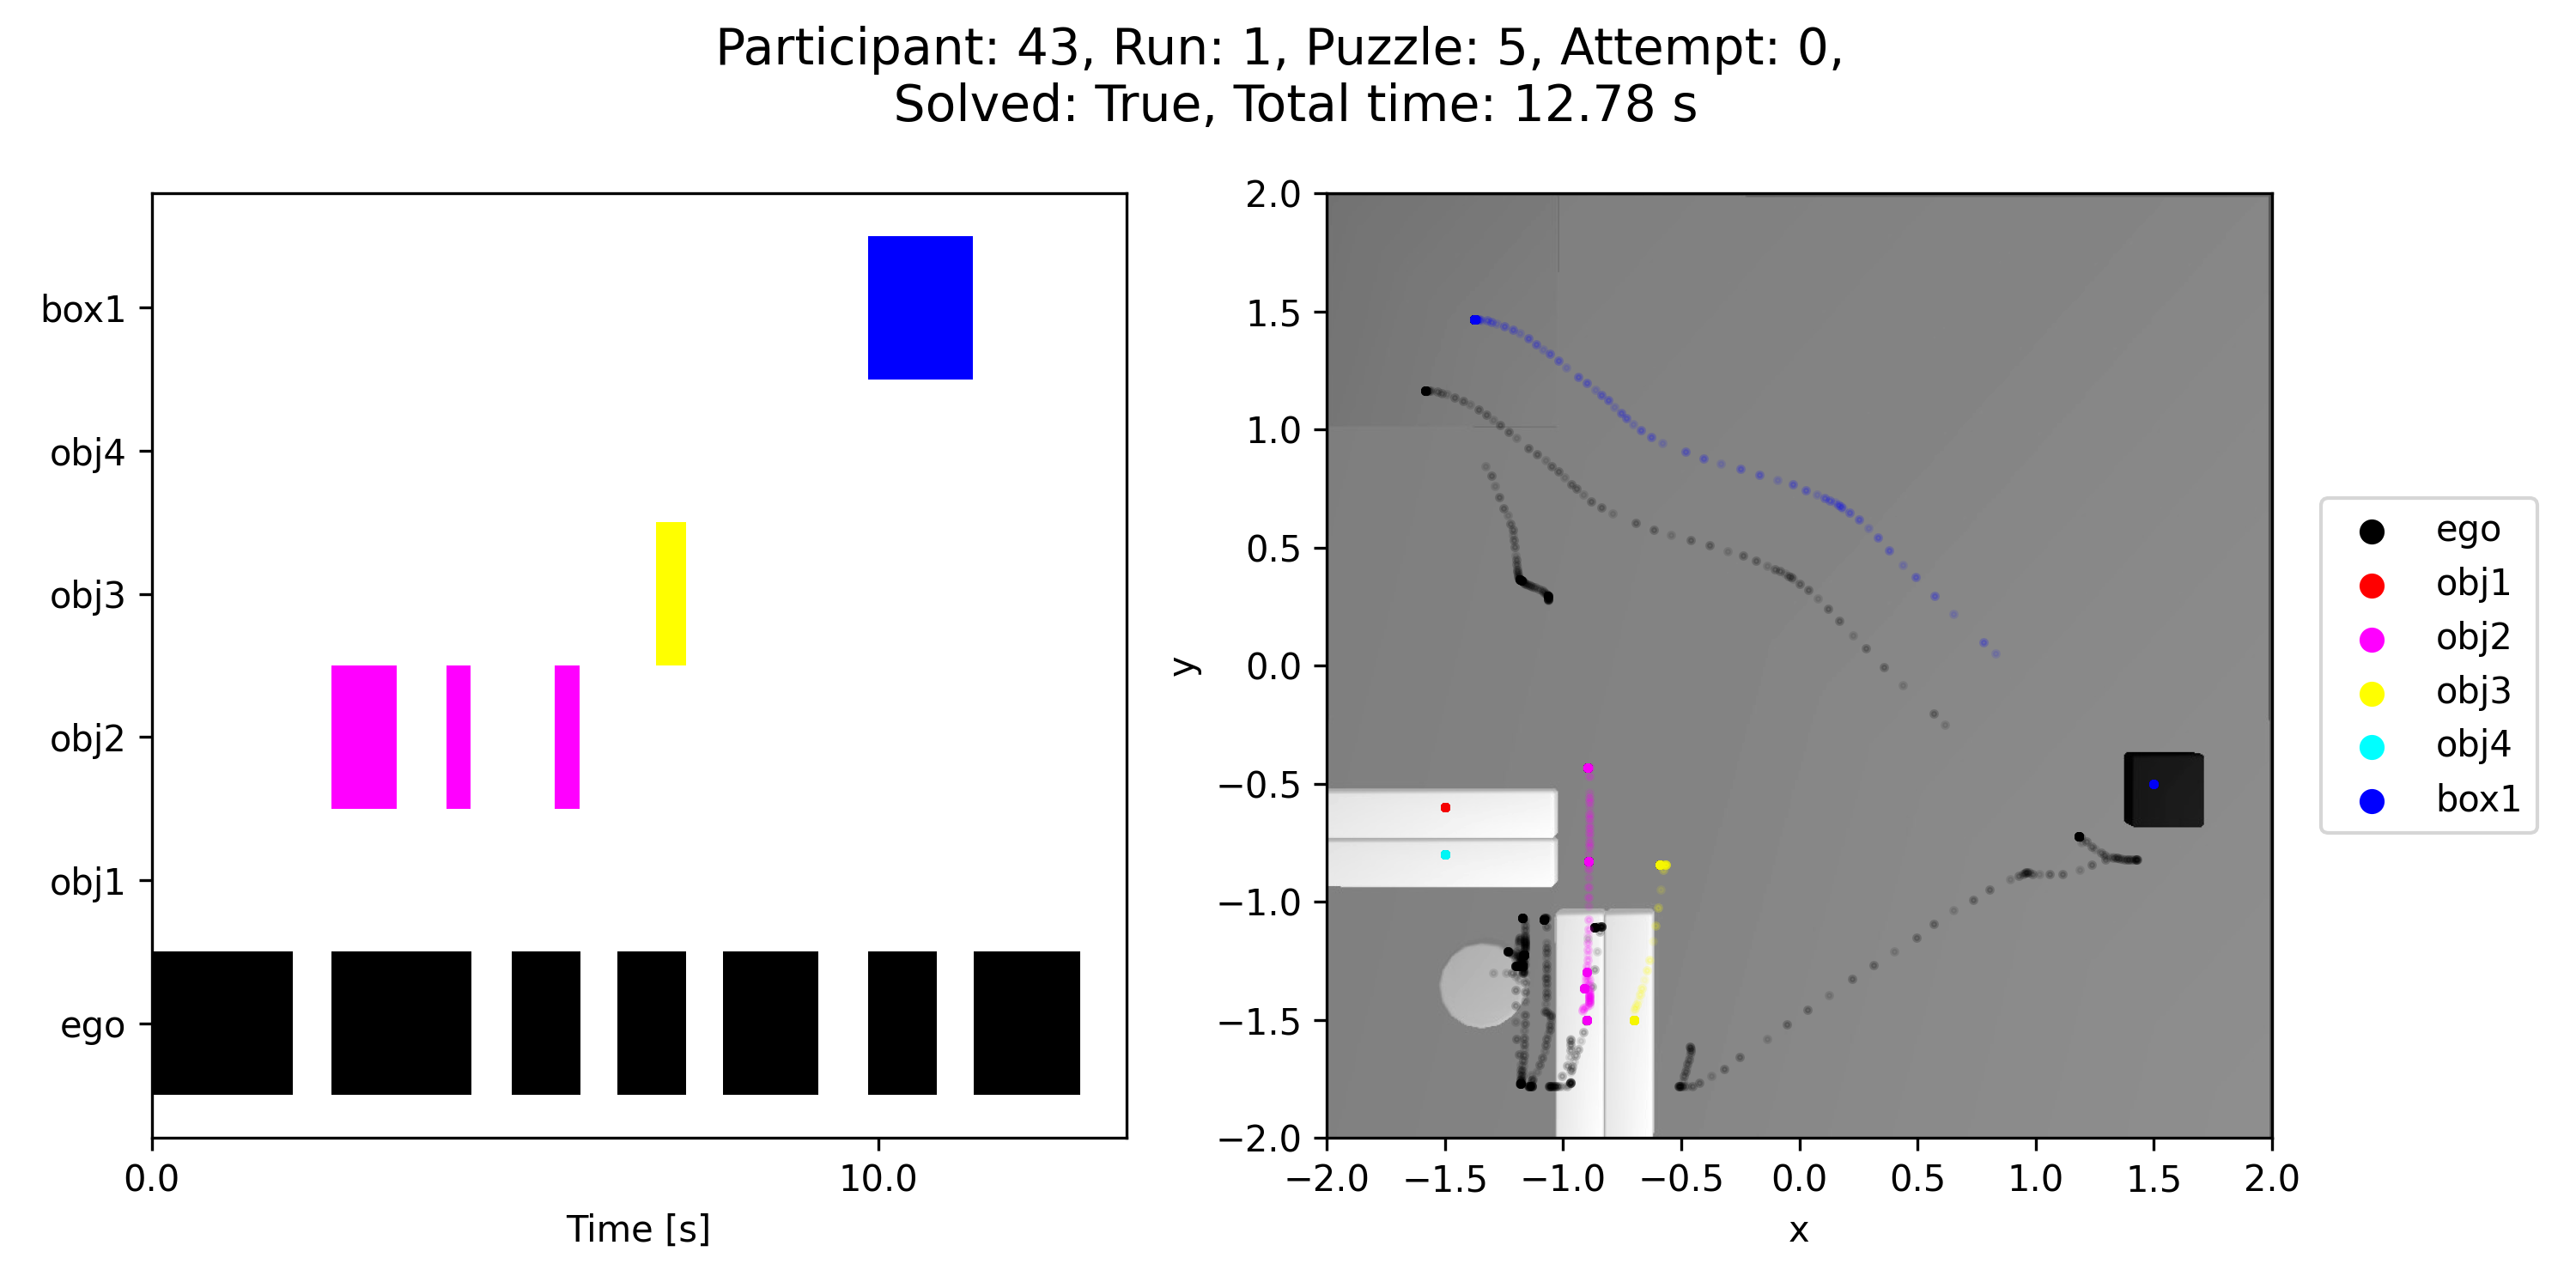 Participant: 43, Run: 1, Puzzle: 5, Attempt: 0,
Solved: True, Total time: 12.78 s
box1
obj4
obj3
obj2
obj1
ego
0.0
10.0
Time [s]
2.0
1.5
1.0
0.5
0.0
−0.5
−1.0
−1.5
−2.0
y
−2.0
−1.5
−1.0
−0.5
0.0
0.5
1.0
1.5
2.0
x
ego
obj1
obj2
obj3
obj4
box1